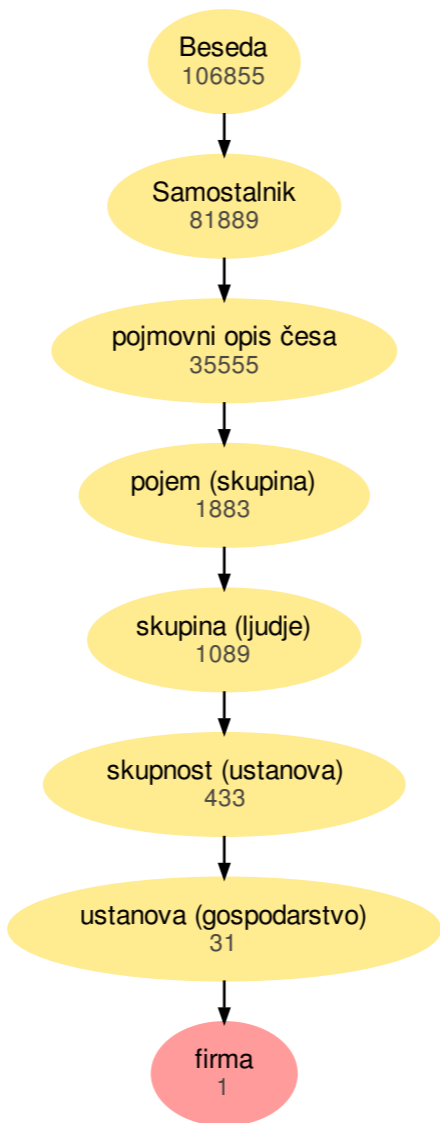 Beseda
106855
Samostalnik
81889
pojmovni opis česa
35555
pojem (skupina)
1883
skupina (ljudje)
1089
skupnost (ustanova)
433
ustanova (gospodarstvo)
31
firma
1